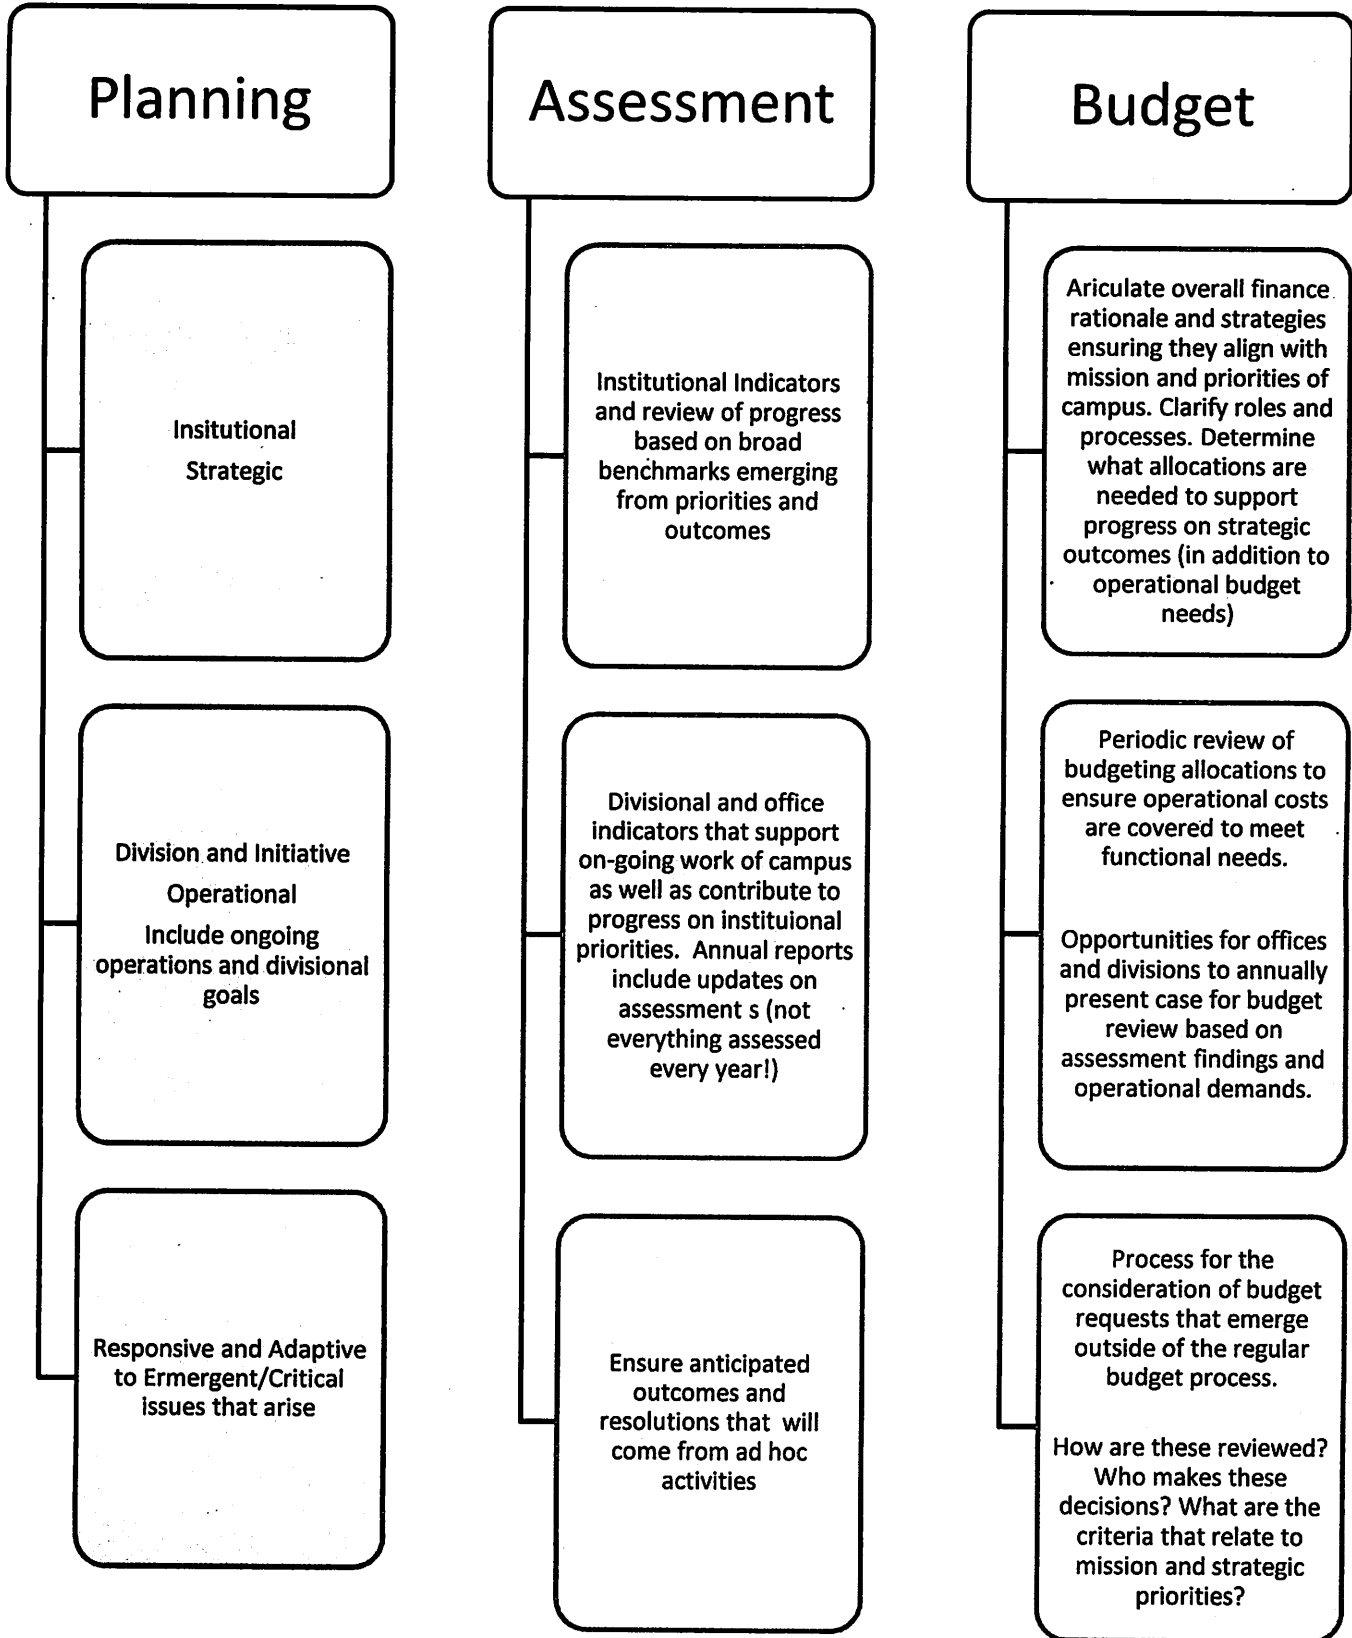 Planning
Insitutional
Strategic
Division and Initiative
Operational
Include ongoing
operations and divisional
goals
Responsive and Adaptive
to Ermergent/Critical
issues that arise
Assessment
Institutional Indicators
and review of progress
based on broad
benchmarks emerging
from priorities and
outcomes
Divisional and office
indicators that support
on-going work of campus
as well as contribute to
progress on instituional
priorities.  Annual reports
include updates on
assessment s (not
everything assessed
every year!)
Ensure anticipated
outcomes and
resolutions that  will
come from ad hoc
activities
Budget
Ariculate overall finance
rationale and strategies
ensuring they align with
mission and priorities of
campus. Clarify roles and
processes. Determine
what allocations are
needed to support
progress on strategic
outcomes (in addition to
operational budget
needs)
Periodic review of
budgeting allocations to
ensure operational costs
are covered to meet
functional needs.
Opportunities for offices
and divisions to annually
present case for budget
review based on
assessment findings and
operational demands.
Process for the
consideration of budget
requests that emerge
outside of the regular
budget process.
How are these reviewed?
Who makes these
decisions? What are the
criteria that relate to
mission and strategic
priorities?